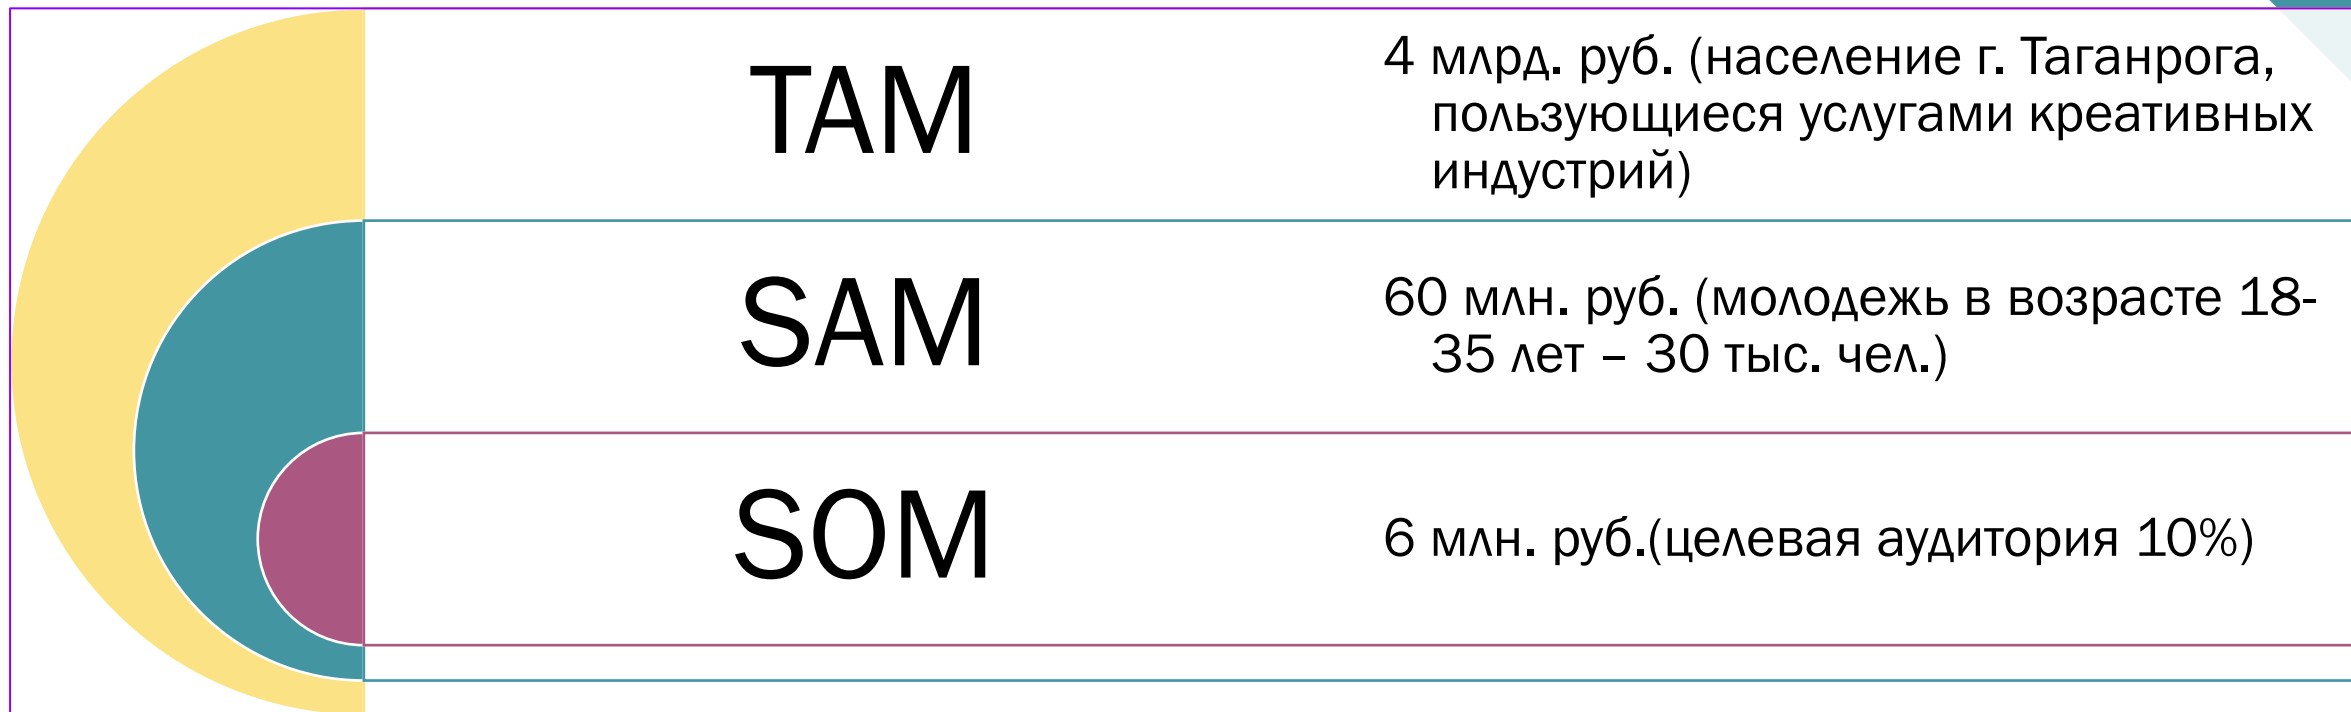 TAM
4 млрд. руб. (население г. Таганрога,
пользующиеся услугами креативных
индустрий)
SAM
60 млн. руб. (молодежь в возрасте 18-
35 лет – 30 тыс. чел.)
SOM
6 млн. руб.(целевая аудитория 10%)